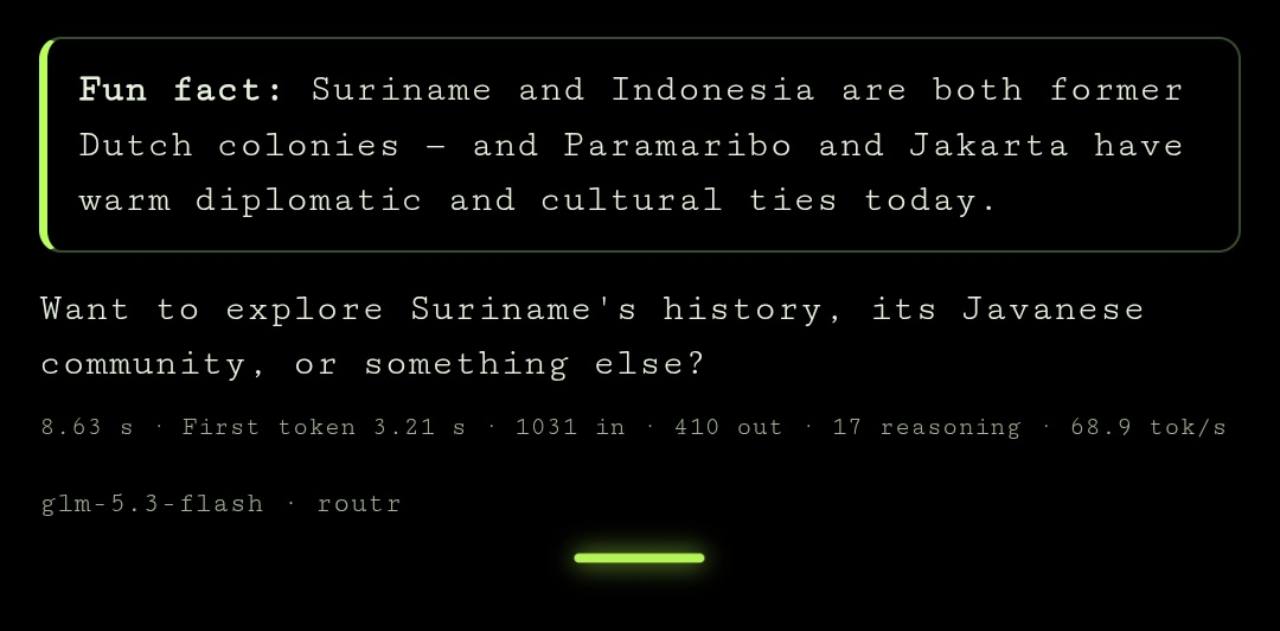 Fun fact: Suriname and Indonesia are both former
Dutch colonies — and Paramaribo and Jakarta have
warm diplomatic and cultural ties today.
Want to explore Suriname's history, its Javanese
community, or something else?
8.63 s · First token 3.21 s · 1031 in · 410 out · 17 reasoning · 68.9 tok/s
glm-5.3-flash · routr